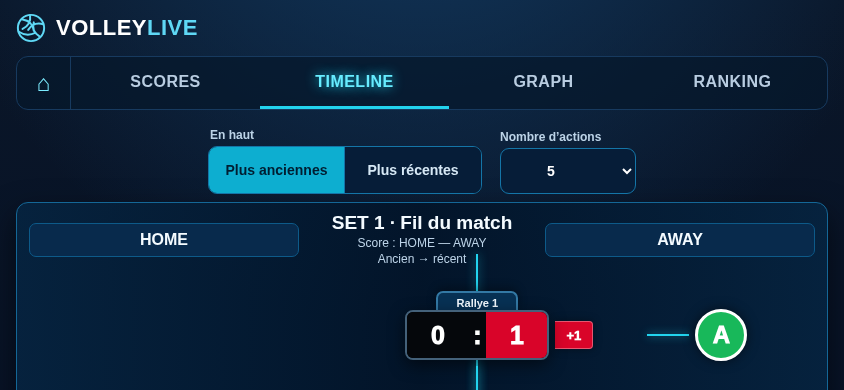 VOLLEYLIVE
SCORES TIMELINE GRAPH RANKING
En haut
Nombre d'actions
Plus anciennes Plus récentes 5
SET 1 · Fil du match
HOME
Score : HOME — AWAY
AWAY
Ancien → récent
Rallye 1
0 : 1 +1 A